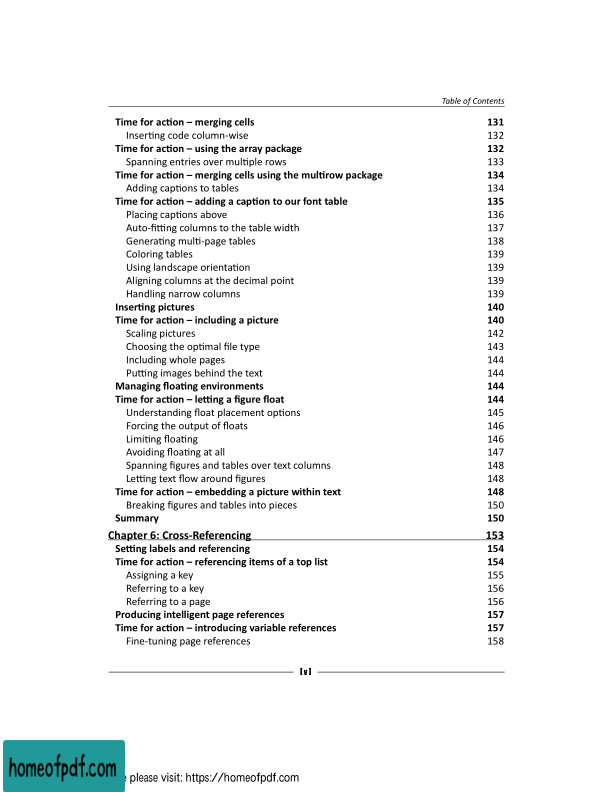 Table of Contents
Time for action – merging cells 131
Inserting code column-wise 132
Time for action – using the array package 132
Spanning entries over multiple rows 133
Time for action – merging cells using the multirow package 134
Adding captions to tables 134
Time for action – adding a caption to our font table 135
Placing captions above 136
Auto-fitting columns to the table width 137
Generating multi-page tables 138
Coloring tables 139
Using landscape orientation 139
Aligning columns at the decimal point 139
Handling narrow columns 139
Inserting pictures 140
Time for action – including a picture 140
Scaling pictures 142
Choosing the optimal file type 143
Including whole pages 144
Putting images behind the text 144
Managing floating environments 144
Time for action – letting a figure float 144
Understanding float placement options 145
Forcing the output of floats 146
Limiting floating 146
Avoiding floating at all 147
Spanning figures and tables over text columns 148
Letting text flow around figures 148
Time for action – embedding a picture within text 148
Breaking figures and tables into pieces 150
Summary 150
Chapter 6: Cross-Referencing 153
Setting labels and referencing 154
Time for action – referencing items of a top list 154
Assigning a key 155
Referring to a key 156
Referring to a page 156
Producing intelligent page references 157
Time for action – introducing variable references 157
Fine-tuning page references 158
[v]
homeofpdf.com
please visit: https://homeofpdf.com